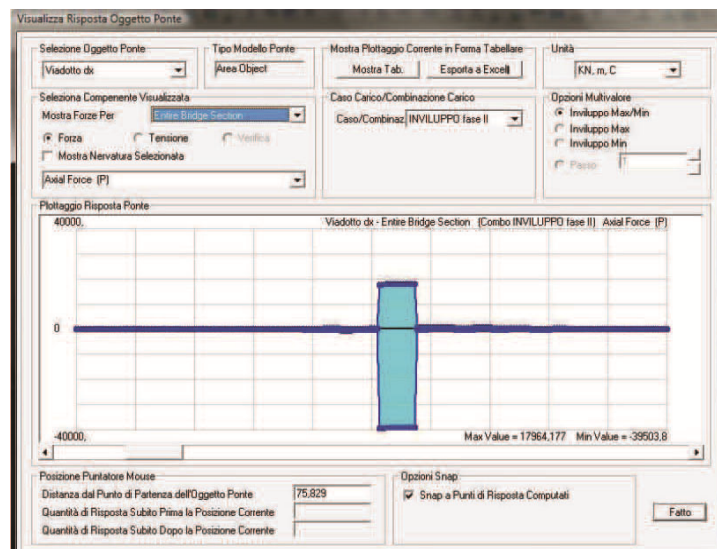 Visualizza Risposta Oggetto Ponte
Selezione Oggetto Ponte
Viadotto dx
Tipo Modello Ponte
Area Object
Mostra Plottaggio Corrente in Forma Tabellare
Mostra Tab.
Esporta a Excell
Unità
KN, m, C
Seleziona Compenente Visualizzata
Mostra Forze Per
Entire Bridge Section
Forza
Tensione
Verifica
Mostra Nervatura Selezionata
Axial Force (P)
Caso Carico/Combinazione Carico
Caso/Combinaz. INVILUPPO fase II
Opzioni Multivalore
Inviluppo Max/Min
Inviluppo Max
Inviluppo Min
Passo
1
Plottaggio Risposta Ponte
40000,
Viadotto dx - Entire Bridge Section (Combo INVILUPPO fase II) Axial Force (P)
0
-40000,
Max Value = 17964,177 Min Value = -39503,8
Posizione Puntatore Mouse
Distanza dal Punto di Partenza dell'Oggetto Ponte
75,829
Quantità di Risposta Subito Prima la Posizione Corrente
Quantità di Risposta Subito Dopo la Posizione Corrente
Opzioni Snap
Snap a Punti di Risposta Computati
Fatto